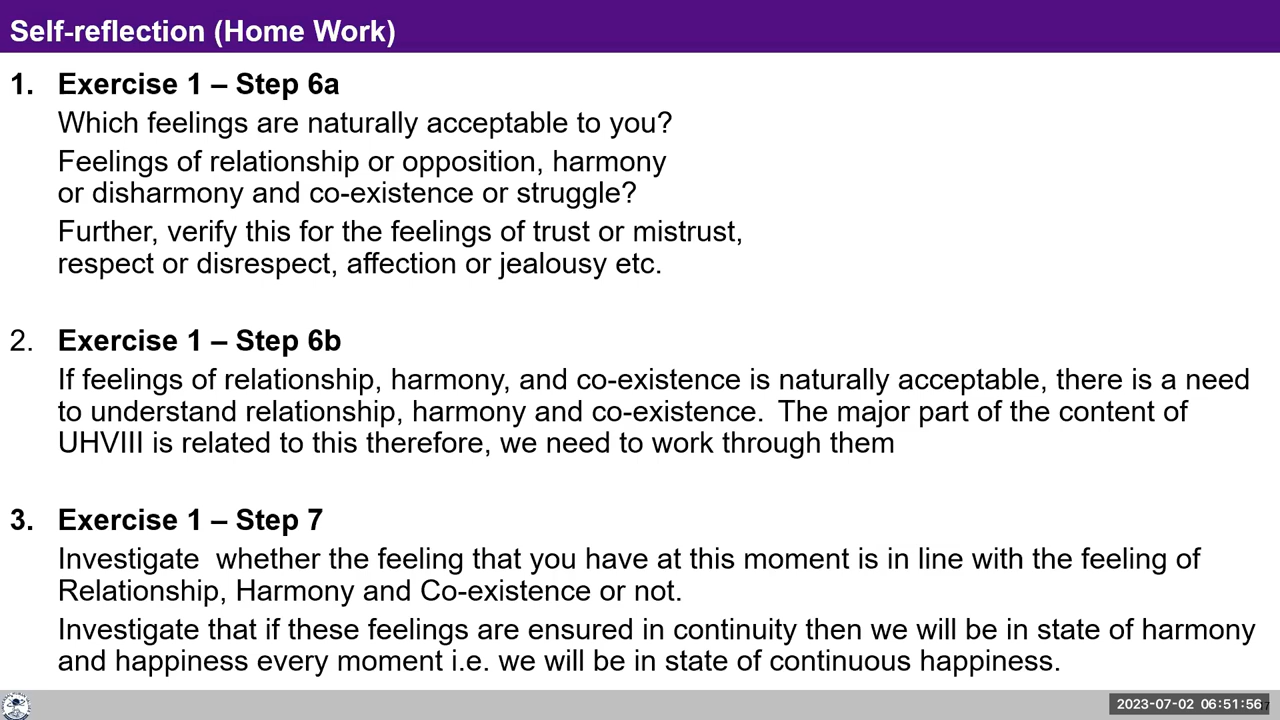 Self-reflection (Home Work)
1. Exercise 1 – Step 6a
Which feelings are naturally acceptable to you?
Feelings of relationship or opposition, harmony
or disharmony and co-existence or struggle?
Further, verify this for the feelings of trust or mistrust,
respect or disrespect, affection or jealousy etc.
2. Exercise 1 – Step 6b
If feelings of relationship, harmony, and co-existence is naturally acceptable, there is a need
to understand relationship, harmony and co-existence.  The major part of the content of
UHVIII is related to this therefore, we need to work through them
3. Exercise 1 – Step 7
Investigate  whether the feeling that you have at this moment is in line with the feeling of
Relationship, Harmony and Co-existence or not.
Investigate that if these feelings are ensured in continuity then we will be in state of harmony
and happiness every moment i.e. we will be in state of continuous happiness.
2023-07-02 06:51:56